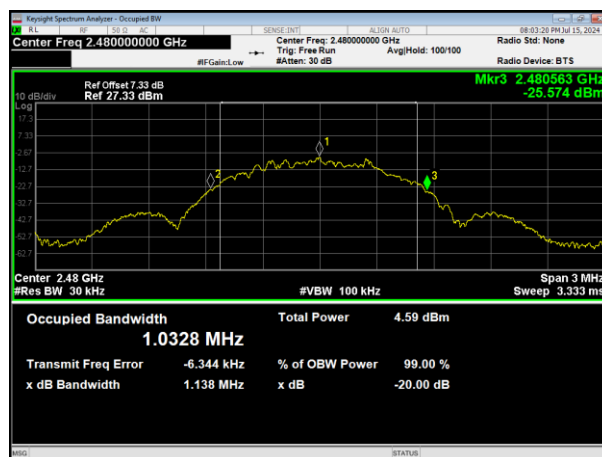 Keysight Spectrum Analyzer - Occupied BW
RL RF 50 Ω AC SENSE:INT ALIGN AUTO 08:03:20 PM Jul 15, 2024
Center Freq 2.480000000 GHz Center Freq: 2.480000000 GHz Radio Std: None
Trig: Free Run Avg|Hold: 100/100
#IFGain:Low #Atten: 30 dB Radio Device: BTS
Mkr3 2.480563 GHz
-25.574 dBm
Ref Offset 7.33 dB
10 dB/div Ref 27.33 dBm
Log
17.3
7.33
-2.67
-12.7
-22.7
-32.7
-42.7
-52.7
-62.7
1
2
3
Center 2.48 GHz Span 3 MHz
#Res BW 30 kHz #VBW 100 kHz Sweep 3.333 ms
Occupied Bandwidth Total Power 4.59 dBm
1.0328 MHz
Transmit Freq Error -6.344 kHz % of OBW Power 99.00 %
x dB Bandwidth 1.138 MHz x dB -20.00 dB
MSG STATUS